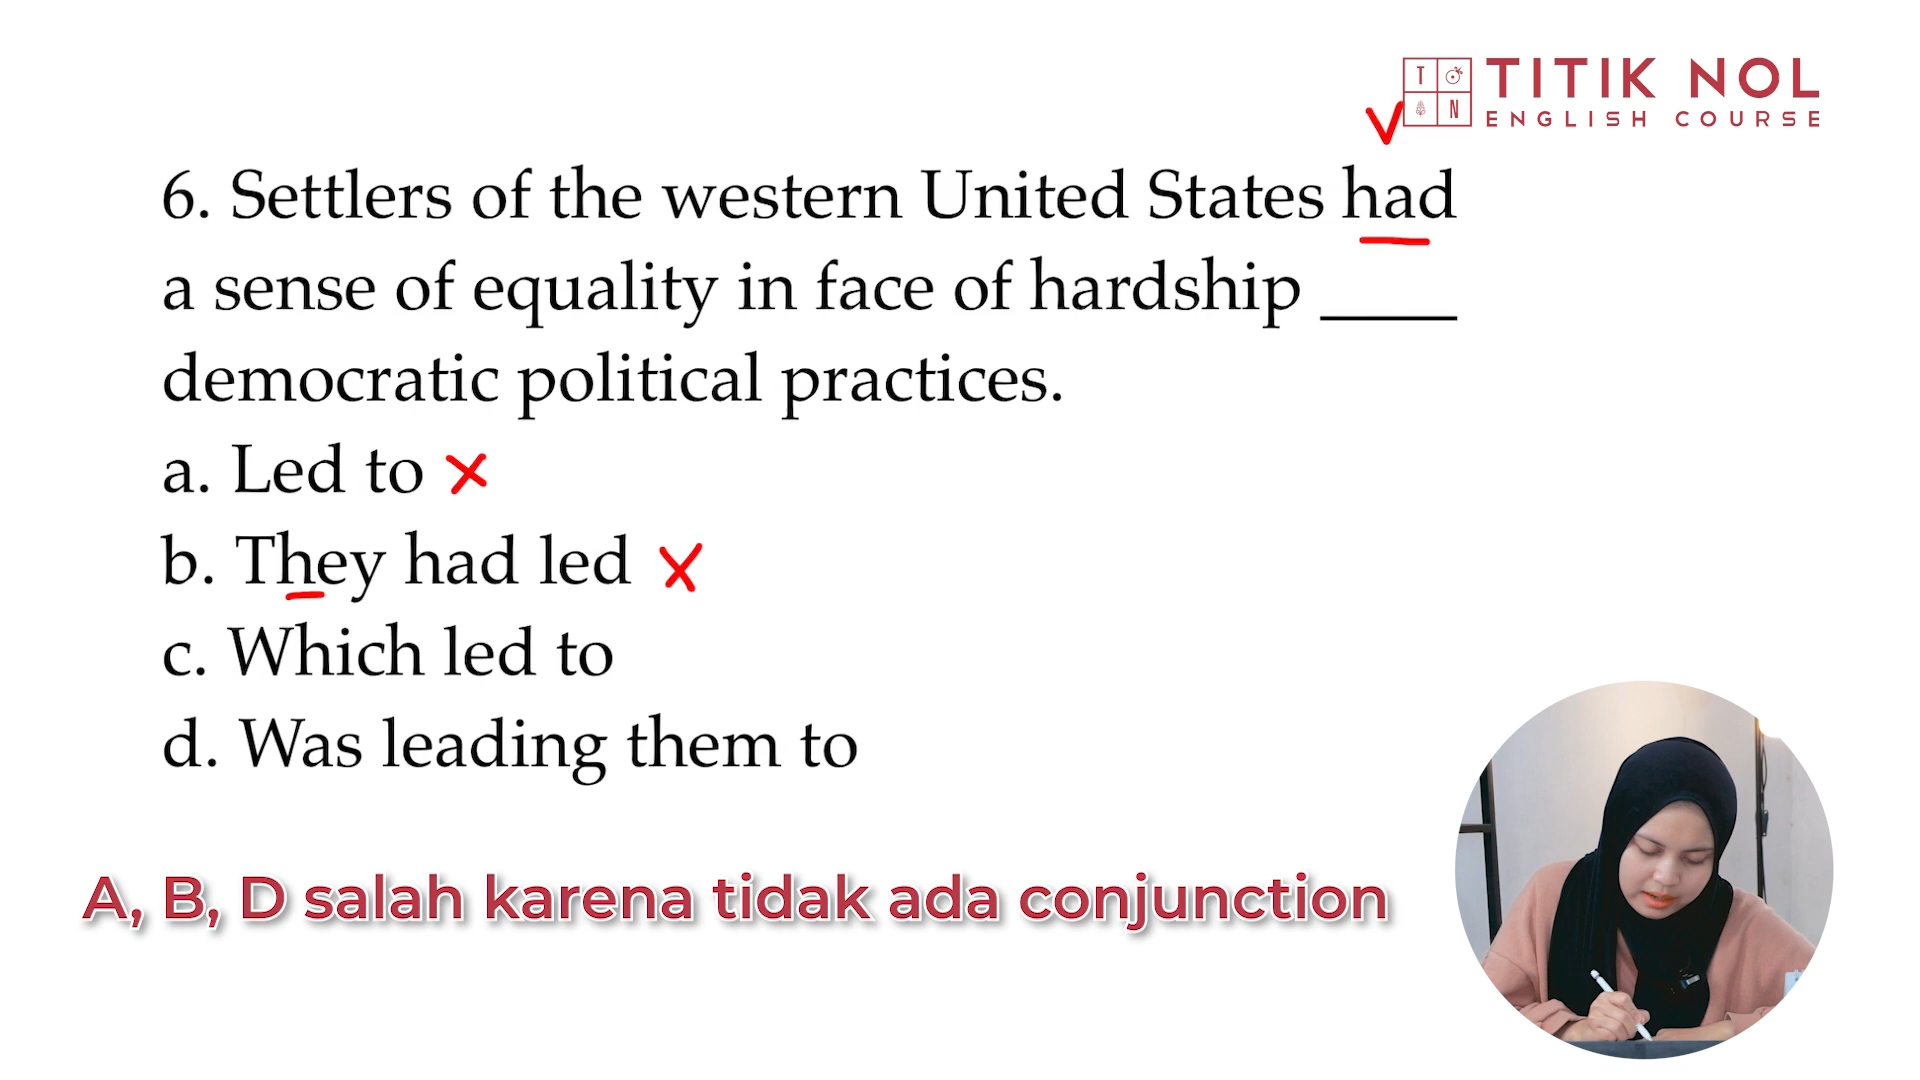 T
N
TITIK NOL
ENGLISH COURSE
V
6. Settlers of the western United States had
a sense of equality in face of hardship ____
democratic political practices.
a. Led to X
b. They had led X
c. Which led to
d. Was leading them to
A, B, D salah karena tidak ada conjunction